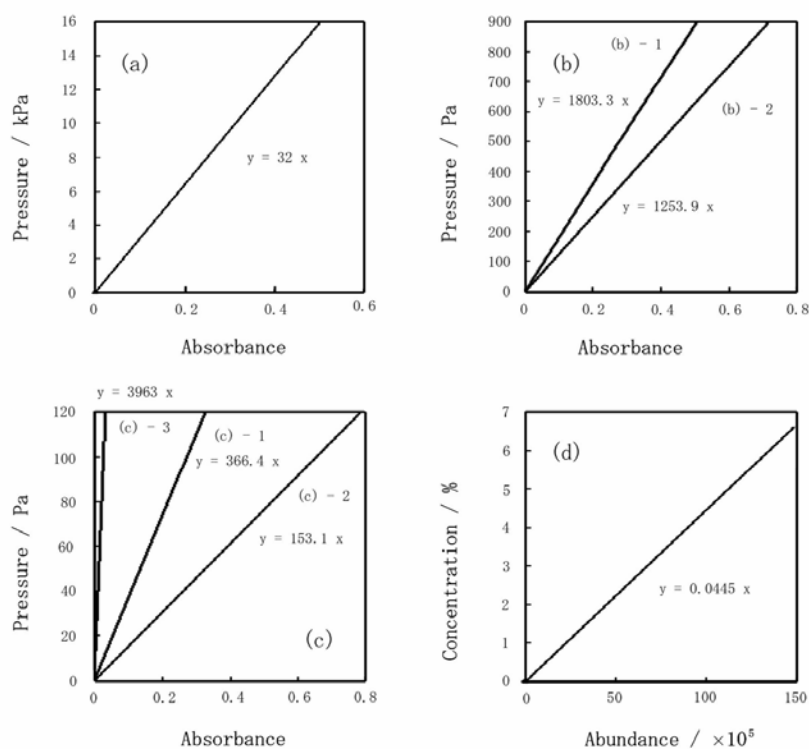 16
14
12
10
8
6
4
2
0
Pressure / kPa
(a)
y = 32 x
0
0.2
0.4
0.6
Absorbance
900
800
700
600
500
400
300
200
100
0
Pressure / Pa
(b) - 1
(b)
y = 1803.3 x
(b) - 2
y = 1253.9 x
0
0.2
0.4
0.6
0.8
Absorbance
y = 3963 x
120
100
80
60
40
20
0
Pressure / Pa
(c) - 3
(c) - 1
y = 366.4 x
(c) - 2
y = 153.1 x
(c)
0
0.2
0.4
0.6
0.8
Absorbance
7
6
5
4
3
2
1
0
Concentration / %
(d)
y = 0.0445 x
0
50
100
150
Abundance / ×10⁵